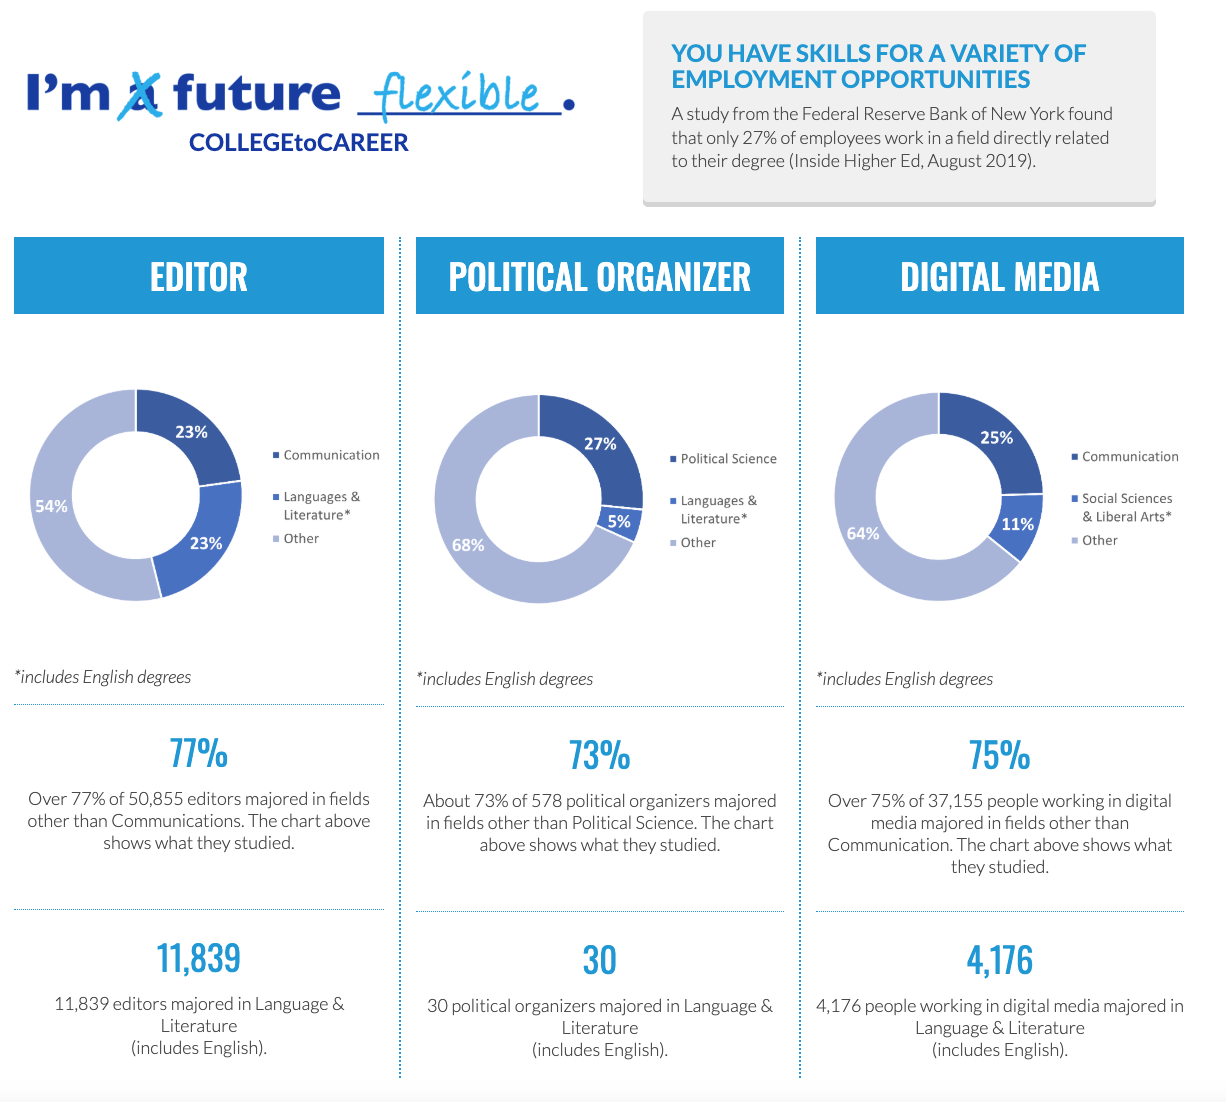 I'm a future flexible.
COLLEGEtoCAREER
YOU HAVE SKILLS FOR A VARIETY OF
EMPLOYMENT OPPORTUNITIES
A study from the Federal Reserve Bank of New York found
that only 27% of employees work in a field directly related
to their degree (Inside Higher Ed, August 2019).
EDITOR
23%
23%
54%
Communication
Languages &
Literature*
Other
*includes English degrees
77%
Over 77% of 50,855 editors majored in fields
other than Communications. The chart above
shows what they studied.
11,839
11,839 editors majored in Language &
Literature
(includes English).
POLITICAL ORGANIZER
27%
5%
68%
Political Science
Languages &
Literature*
Other
*includes English degrees
73%
About 73% of 578 political organizers majored
in fields other than Political Science. The chart
above shows what they studied.
30
30 political organizers majored in Language &
Literature
(includes English).
DIGITAL MEDIA
25%
11%
64%
Communication
Social Sciences
& Liberal Arts*
Other
*includes English degrees
75%
Over 75% of 37,155 people working in digital
media majored in fields other than
Communication. The chart above shows what
they studied.
4,176
4,176 people working in digital media majored in
Language & Literature
(includes English).